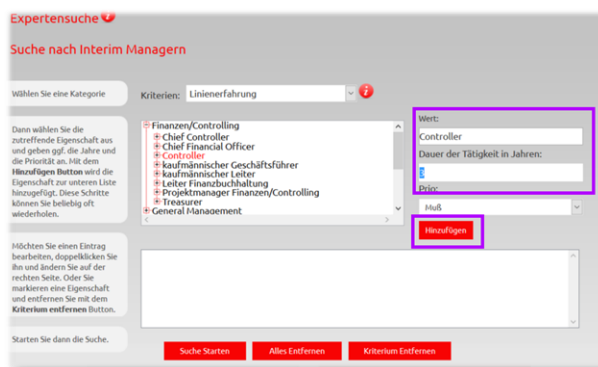 Expertensuche
Suche nach Interim Managern
Wählen Sie eine Kategorie
Kriterien: Linienerfahrung
Dann wählen Sie die
zutreffende Eigenschaft aus
und geben ggf. die Jahre und
die Priorität an. Mit dem
Hinzufügen Button wird die
Eigenschaft zur unteren Liste
hinzugefügt. Diese Schritte
können Sie beliebig oft
wiederholen.
Finanzen/Controlling
Chief Controller
Chief Financial Officer
Controller
kaufmännischer Geschäftsführer
kaufmännischer Leiter
Leiter Finanzbuchhaltung
Projektmanager Finanzen/Controlling
Treasurer
General Management
Wert:
Controller
Dauer der Tätigkeit in Jahren:
3
Prio:
Muß
Hinzufügen
Möchten Sie einen Eintrag
bearbeiten, doppelklicken Sie
ihn und ändern Sie auf der
rechten Seite. Oder Sie
markieren eine Eigenschaft
und entfernen Sie mit dem
Kriterium entfernen Button.
Starten Sie dann die Suche.
Suche Starten
Alles Entfernen
Kriterium Entfernen